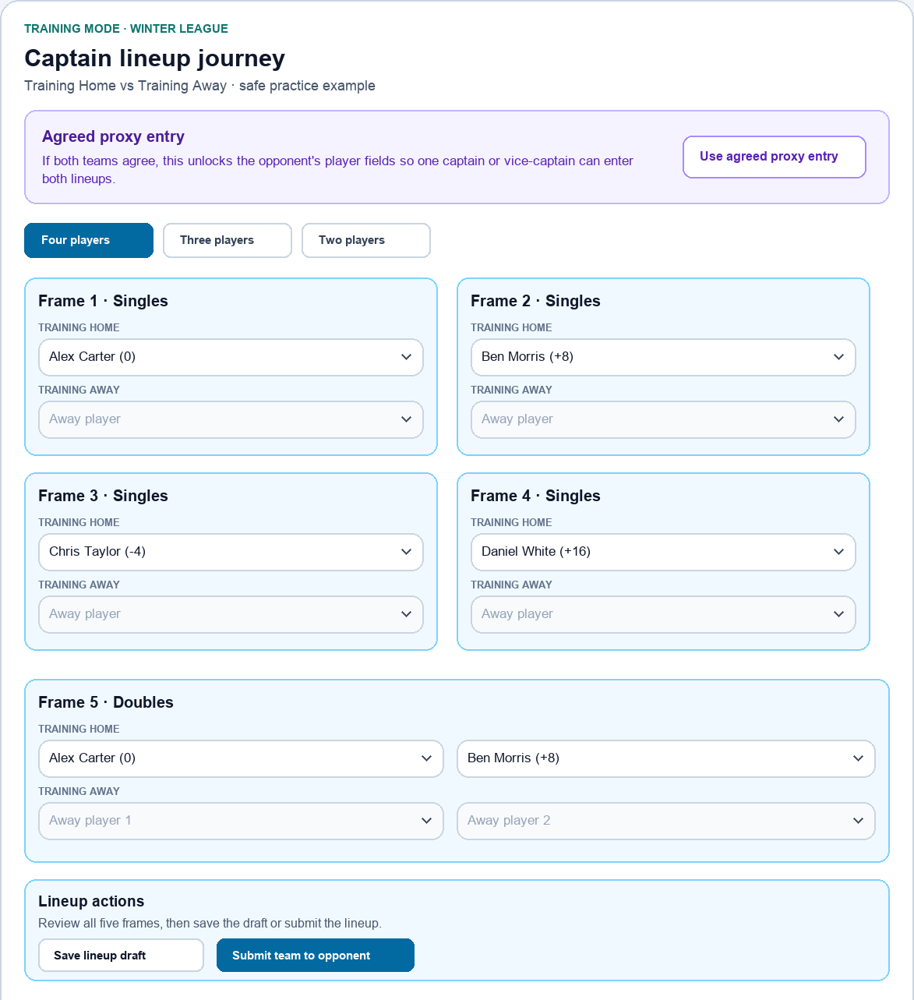 TRAINING MODE · WINTER LEAGUE
Captain lineup journey
Training Home vs Training Away · safe practice example
Agreed proxy entry
If both teams agree, this unlocks the opponent's player fields so one captain or vice-captain can enter
both lineups.
Use agreed proxy entry
Four players
Three players
Two players
Frame 1 · Singles
TRAINING HOME
Alex Carter (0)
TRAINING AWAY
Away player
Frame 2 · Singles
TRAINING HOME
Ben Morris (+8)
TRAINING AWAY
Away player
Frame 3 · Singles
TRAINING HOME
Chris Taylor (-4)
TRAINING AWAY
Away player
Frame 4 · Singles
TRAINING HOME
Daniel White (+16)
TRAINING AWAY
Away player
Frame 5 · Doubles
TRAINING HOME
Alex Carter (0)
Ben Morris (+8)
TRAINING AWAY
Away player 1
Away player 2
Lineup actions
Review all five frames, then save the draft or submit the lineup.
Save lineup draft
Submit team to opponent